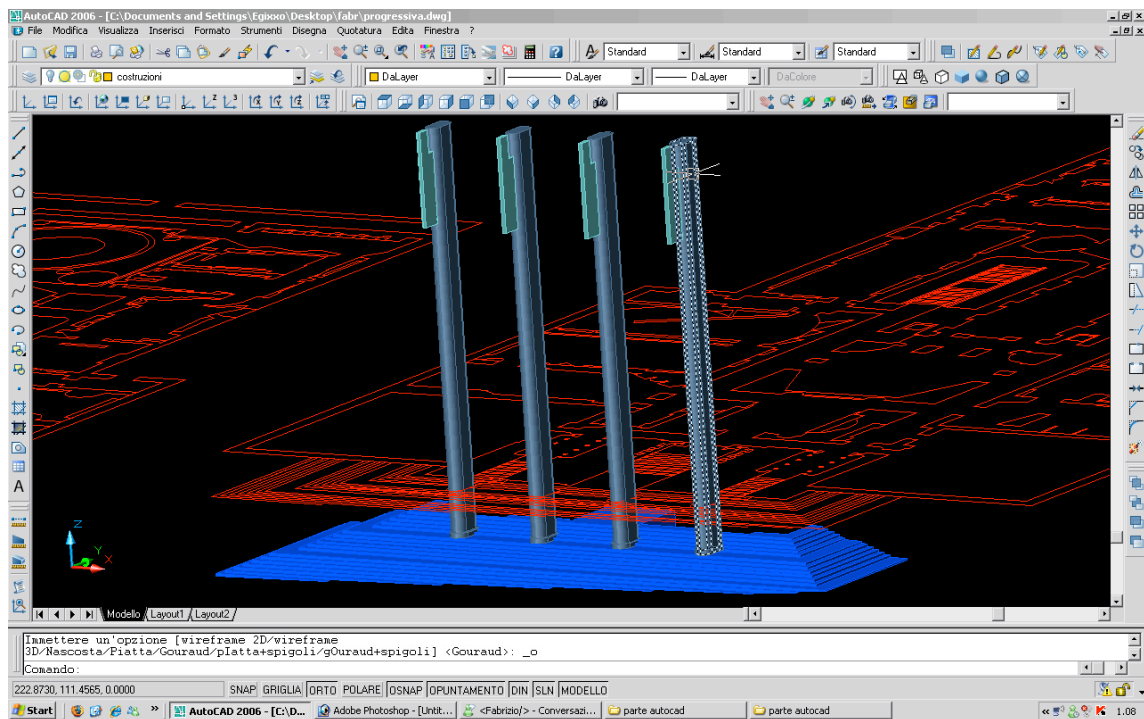 AutoCAD 2006 - [C:\Documents and Settings\Egixxo\Desktop\fabr\progressiva.dwg]
File Modifica Visualizza Inserisci Formato Strumenti Disegna Quotatura Edita Finestra ?
Standard Standard Standard
costruzioni DaLayer DaLayer DaLayer DaColore
A
Z
Y
X
Modello Layout1 Layout2
Immettere un'opzione [wireframe 2D/wireframe
3D/Nascosta/Piatta/Gouraud/pIatta+spigoli/gOuraud+spigoli] <Gouraud>: _o
Comando:
222.8730, 111.4565, 0.0000 SNAP GRIGLIA ORTO POLARE OSNAP OPUNTAMENTO DIN SLN MODELLO
Start » AutoCAD 2006 - [C:\D... Adobe Photoshop - [Untit... <Fabrizio/> - Conversazi... parte autocad parte autocad « K 1.08